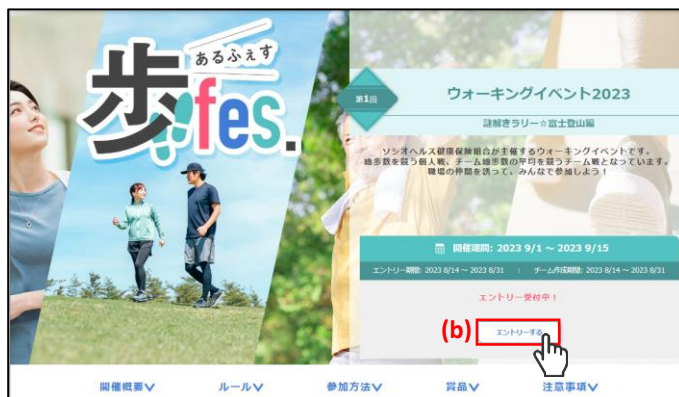 あるふぇす
歩fes.
第1回
ウォーキングイベント2023
謎解きラリー☆富士登山編
ソシオヘルス健康保険組合が主催するウォーキングイベントです。
総歩数を競う個人戦、チーム総歩数の平均を競うチーム戦となっています。
職場の仲間を誘って、みんなで参加しよう！
開催期間: 2023 9/1 ～ 2023 9/15
エントリー期間: 2023 8/14 ～ 2023 8/31 | チーム作成期間: 2023 8/14 ～ 2023 8/31
エントリー受付中！
(b) エントリーする
開催概要∨ ルール∨ 参加方法∨ 賞品∨ 注意事項∨